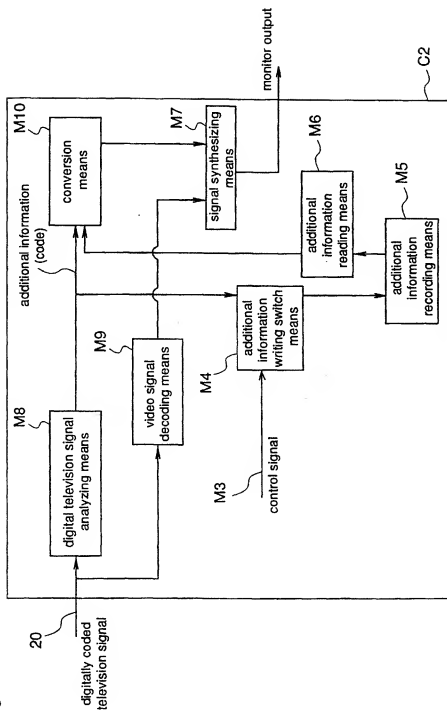 20
digitally coded
television signal
M8
digital television signal
analyzing means
additional information
(code)
M10
conversion
means
M9
video signal
decoding means
M7
signal synthesizing
means
monitor output
M3
control signal
M4
additional
information
writing switch
means
M6
additional
information
reading means
M5
additional
information
recording means
C2